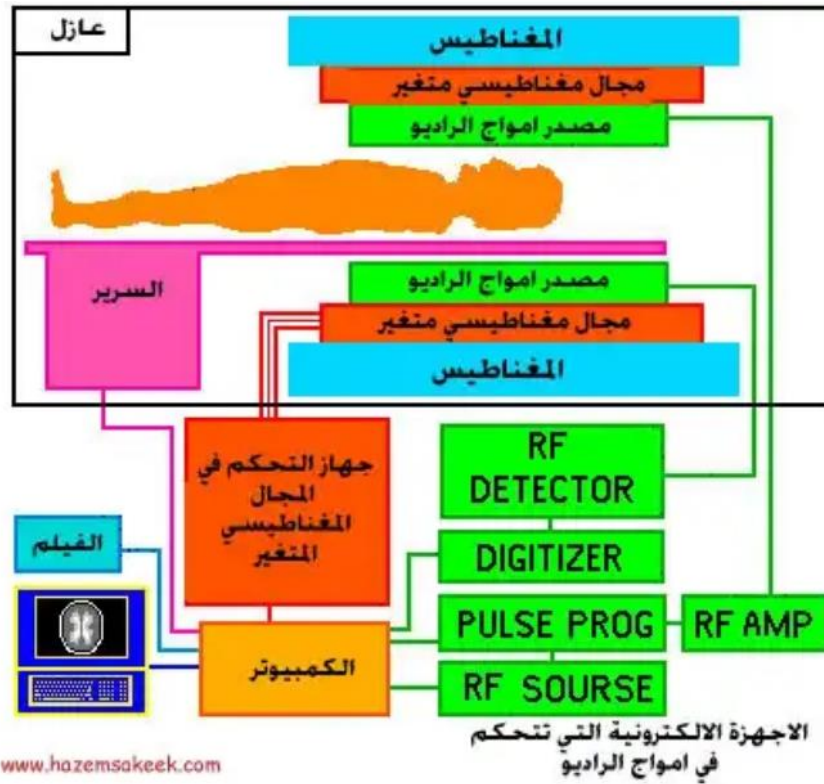 عازل
المغناطيس
مجال مغناطيسي متغير
مصدر امواج الراديو
السرير
مصدر امواج الراديو
مجال مغناطيسي متغير
المغناطيس
جهاز التحكم في
المجال
المغناطيسي
المتغير
RF
DETECTOR
الفيلم
DIGITIZER
PULSE PROG
RF AMP
الكمبيوتر
RF SOURSE
الاجهزة الالكترونية التي تتحكم
في امواج الراديو
www.hazemsakeek.com